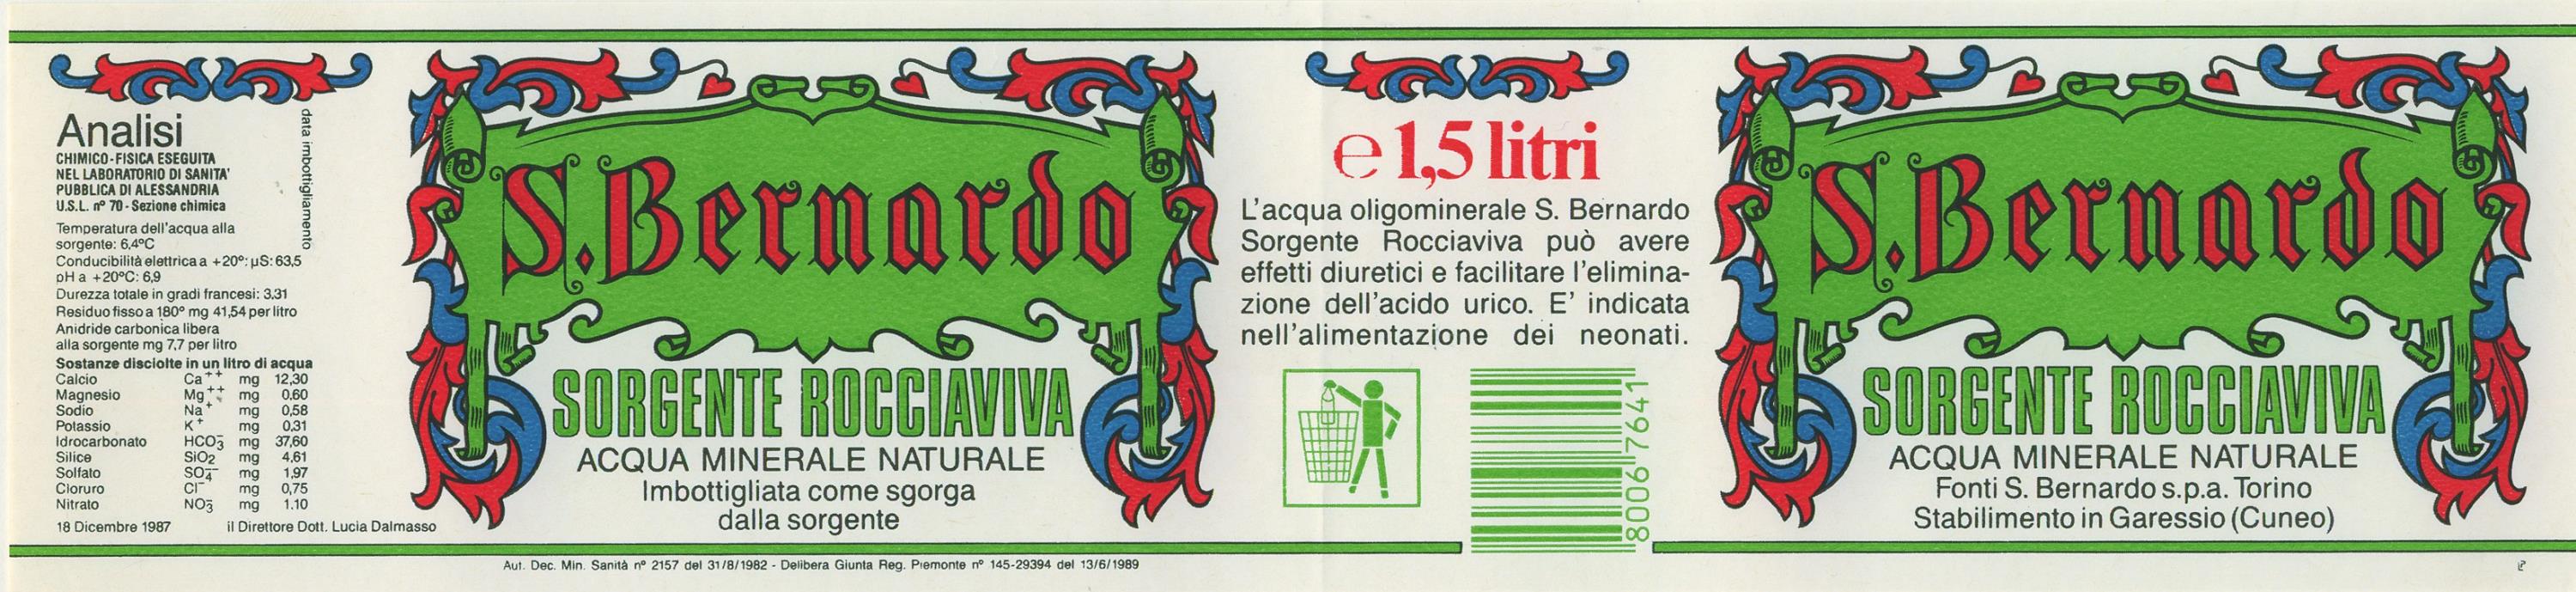 Analisi
CHIMICO-FISICA ESEGUITA
NEL LABORATORIO DI SANITA'
PUBBLICA DI ALESSANDRIA
U.S.L. nº 70 - Sezione chimica
data imbottigliamento
Temperatura dell'acqua alla
sorgente: 6,4ºC
Conducibilità elettrica a +20º: µS: 63,5
pH a +20ºC: 6,9
Durezza totale in gradi francesi: 3,31
Residuo fisso a 180º mg 41,54 per litro
Anidride carbonica libera
alla sorgente mg 7,7 per litro
Sostanze disciolte in un litro di acqua
Calcio Ca++ mg 12,30
Magnesio Mg++ mg 0,60
Sodio Na+ mg 0,58
Potassio K+ mg 0,31
Idrocarbonato HCO3- mg 37,60
Silice SiO2 mg 4,61
Solfato SO4-- mg 1,97
Cloruro Cl- mg 0,75
Nitrato NO3- mg 1.10
18 Dicembre 1987 il Direttore Dott. Lucia Dalmasso
S. Bernardo
SORGENTE ROCCIAVIVA
ACQUA MINERALE NATURALE
Imbottigliata come sgorga
dalla sorgente
Aut. Dec. Min. Sanità nº 2157 del 31/8/1982 - Delibera Giunta Reg. Piemonte nº 145-29394 del 13/6/1989
e 1,5 litri
L'acqua oligominerale S. Bernardo
Sorgente Rocciaviva può avere
effetti diuretici e facilitare l'elimina-
zione dell'acido urico. E' indicata
nell'alimentazione dei neonati.
80067641
S. Bernardo
SORGENTE ROCCIAVIVA
ACQUA MINERALE NATURALE
Fonti S. Bernardo s.p.a. Torino
Stabilimento in Garessio (Cuneo)